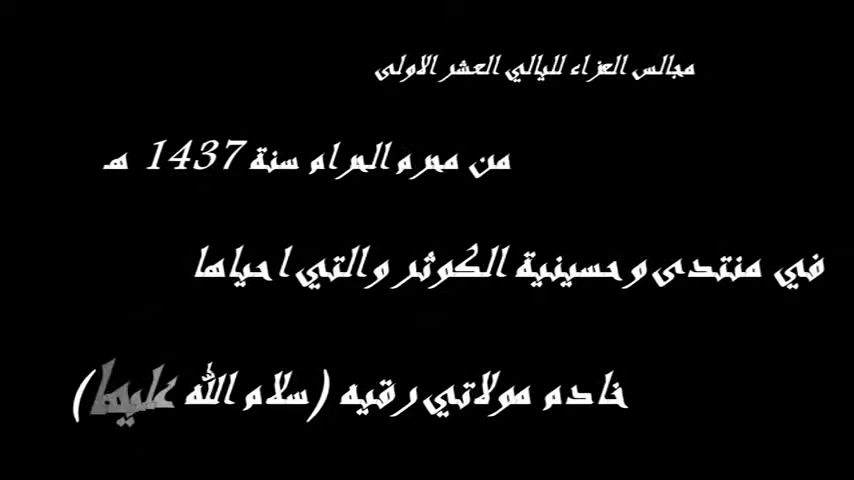 مجالس العزاء لليالي العشر الاولى
من محرم الحرام سنة 1437 هـ
في منتدى وحسينية الكوثر والتي احياها
خادم مولاتي رقيه (سلام الله عليها)